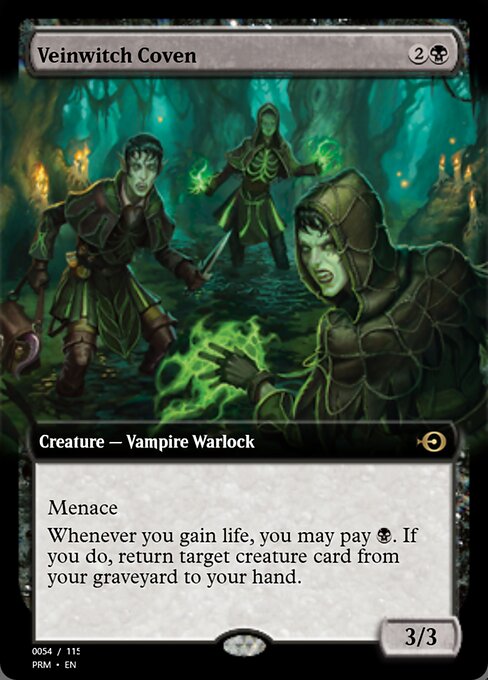 Veinwitch Coven 2
Creature — Vampire Warlock
Menace
Whenever you gain life, you may pay . If
you do, return target creature card from
your graveyard to your hand.
3/3
0054 / 115
PRM • EN